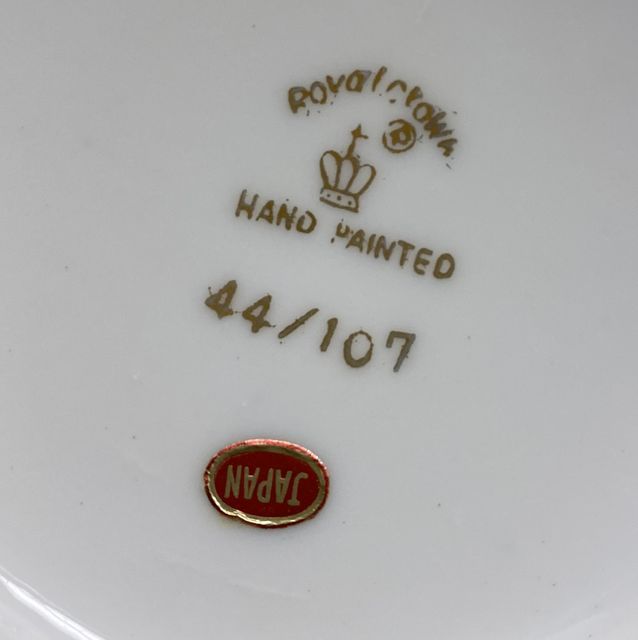 Royal Crown
R
HAND PAINTED
44/107
JAPAN